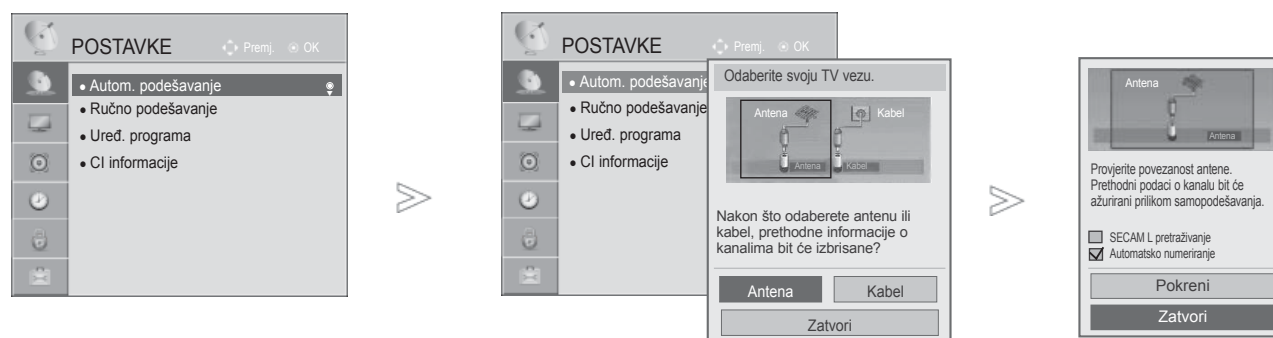 POSTAVKE
Premj. OK
• Autom. podešavanje
• Ručno podešavanje
• Uređ. programa
• CI informacije
POSTAVKE
Premj. OK
• Autom. podešavanje
• Ručno podešavanje
• Uređ. programa
• CI informacije
Odaberite svoju TV vezu.
Antena
Kabel
Antena
Kabel
Nakon što odaberete antenu ili
kabel, prethodne informacije o
kanalima bit će izbrisane?
Antena
Kabel
Zatvori
Antena
Antena
Provjerite povezanost antene.
Prethodni podaci o kanalu bit će
ažurirani prilikom samopodešavanja.
SECAM L pretraživanje
Automatsko numeriranje
Pokreni
Zatvori